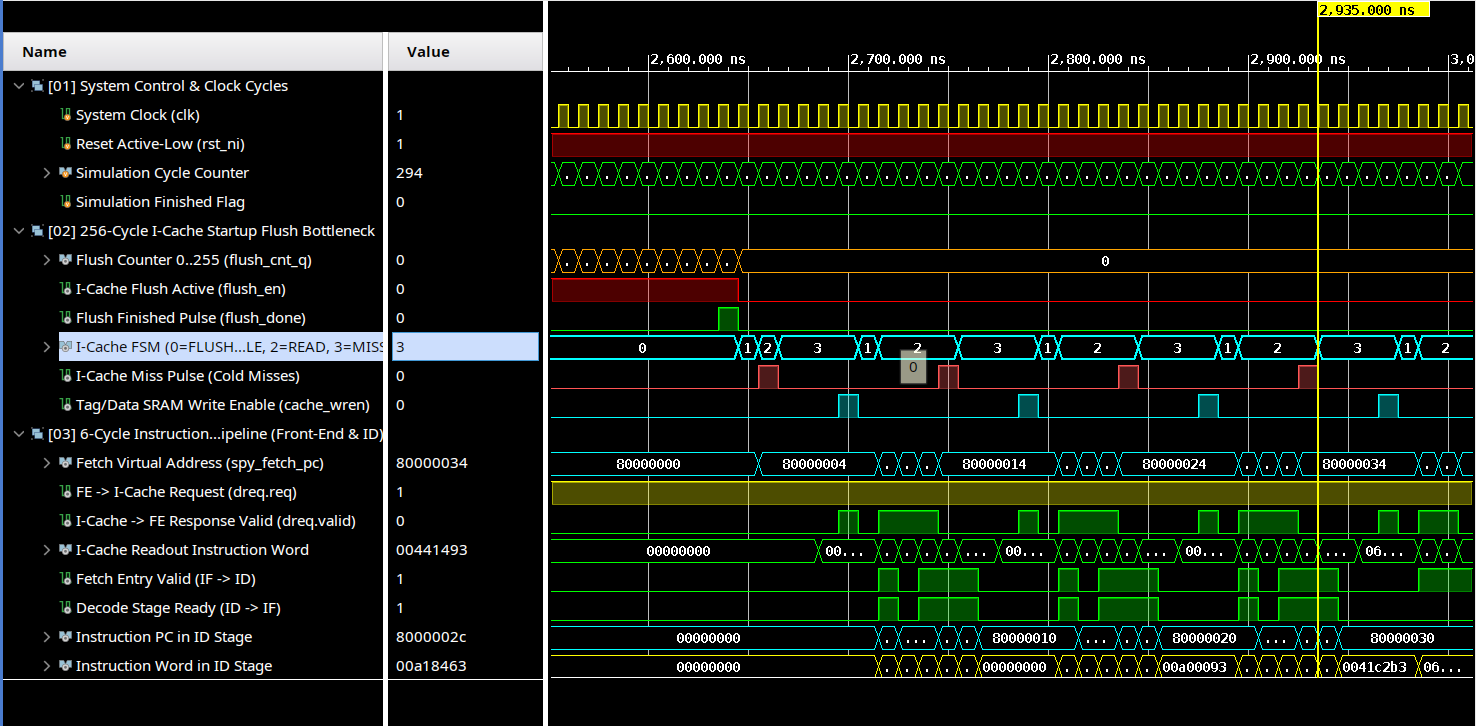 2,935.000 ns
Name Value
2,600.000 ns 2,700.000 ns 2,800.000 ns 2,900.000 ns 3,0
[01] System Control & Clock Cycles
System Clock (clk) 1
Reset Active-Low (rst_ni) 1
Simulation Cycle Counter 294
Simulation Finished Flag 0
[02] 256-Cycle I-Cache Startup Flush Bottleneck
Flush Counter 0..255 (flush_cnt_q) 0 0
I-Cache Flush Active (flush_en) 0
Flush Finished Pulse (flush_done) 0
I-Cache FSM (0=FLUSH...LE, 2=READ, 3=MISS 3 0 1 2 3 1 2 3 1 2 3 1 2 3 1 2
0
I-Cache Miss Pulse (Cold Misses) 0
Tag/Data SRAM Write Enable (cache_wren) 0
[03] 6-Cycle Instruction...ipeline (Front-End & ID)
Fetch Virtual Address (spy_fetch_pc) 80000034 80000000 80000004 80000014 80000024 80000034
FE -> I-Cache Request (dreq.req) 1
I-Cache -> FE Response Valid (dreq.valid) 0
I-Cache Readout Instruction Word 00441493 00000000 00... 00... 00... ... 06...
Fetch Entry Valid (IF -> ID) 1
Decode Stage Ready (ID -> IF) 1
Instruction PC in ID Stage 8000002c 00000000 ... 80000010 ... 80000020 ... 80000030
Instruction Word in ID Stage 00a18463 00000000 00000000 00a00093 0041c2b3 06...